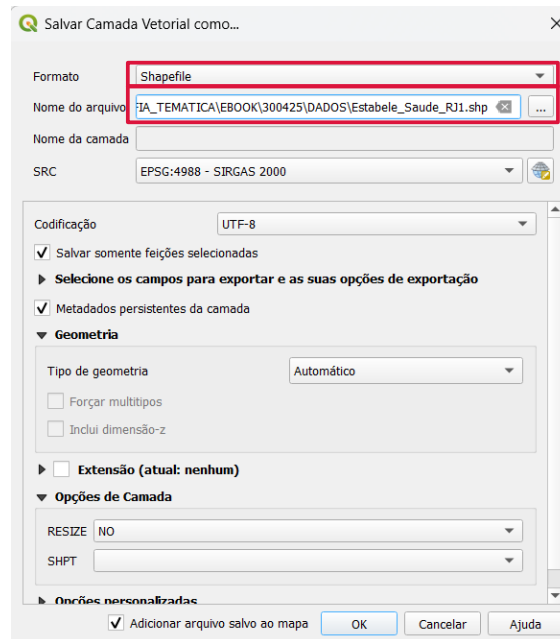 Salvar Camada Vetorial como...
Formato Shapefile
Nome do arquivo FIA_TEMATICA\EBOOK\300425\DADOS\Estabele_Saude_RJ1.shp ...
Nome da camada
SRC EPSG:4988 - SIRGAS 2000
Codificação UTF-8
Salvar somente feições selecionadas
Selecione os campos para exportar e as suas opções de exportação
Metadados persistentes da camada
Geometria
Tipo de geometria Automático
Forçar multitipos
Inclui dimensão-z
Extensão (atual: nenhum)
Opções de Camada
RESIZE NO
SHPT
Opções personalizadas
Adicionar arquivo salvo ao mapa OK Cancelar Ajuda